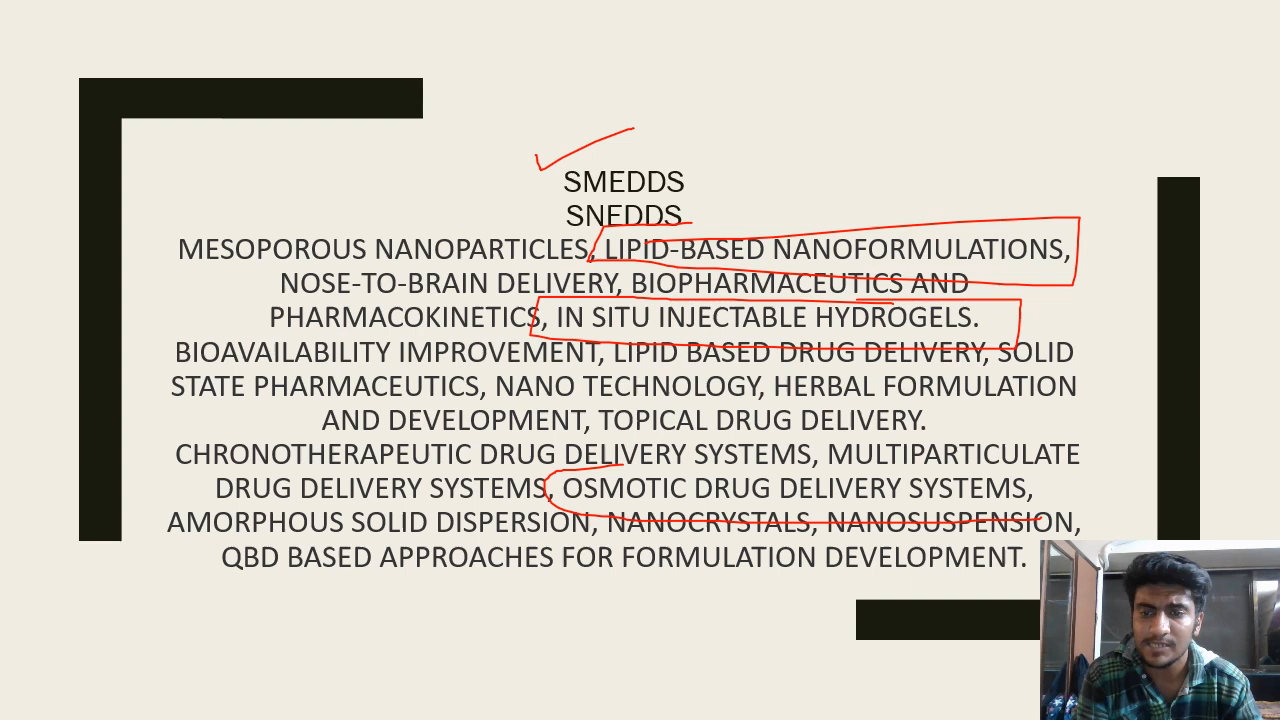 SMEDDS
SNEDDS
MESOPOROUS NANOPARTICLES, LIPID-BASED NANOFORMULATIONS,
NOSE-TO-BRAIN DELIVERY, BIOPHARMACEUTICS AND
PHARMACOKINETICS, IN SITU INJECTABLE HYDROGELS.
BIOAVAILABILITY IMPROVEMENT, LIPID BASED DRUG DELIVERY, SOLID
STATE PHARMACEUTICS, NANO TECHNOLOGY, HERBAL FORMULATION
AND DEVELOPMENT, TOPICAL DRUG DELIVERY.
CHRONOTHERAPEUTIC DRUG DELIVERY SYSTEMS, MULTIPARTICULATE
DRUG DELIVERY SYSTEMS, OSMOTIC DRUG DELIVERY SYSTEMS,
AMORPHOUS SOLID DISPERSION, NANOCRYSTALS, NANOSUSPENSION,
QBD BASED APPROACHES FOR FORMULATION DEVELOPMENT.